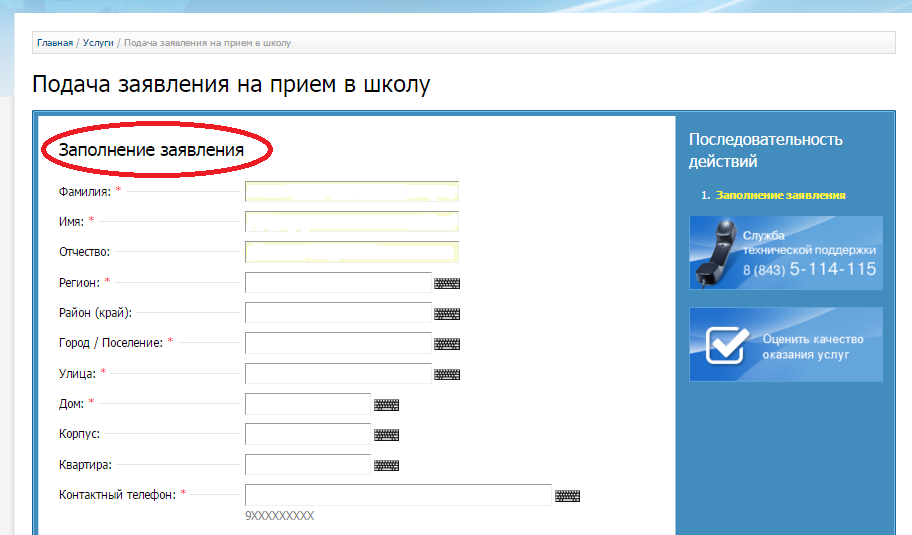 Главная / Услуги / Подача заявления на прием в школу
Подача заявления на прием в школу
Заполнение заявления
Фамилия: *
Имя: *
Отчество:
Регион: *
Район (край):
Город / Поселение: *
Улица: *
Дом: *
Корпус:
Квартира:
Контактный телефон: *
9XXXXXXXXX
Последовательность
действий
1. Заполнение заявления
Служба
технической поддержки
8 (843) 5-114-115
Оценить качество
оказания услуг